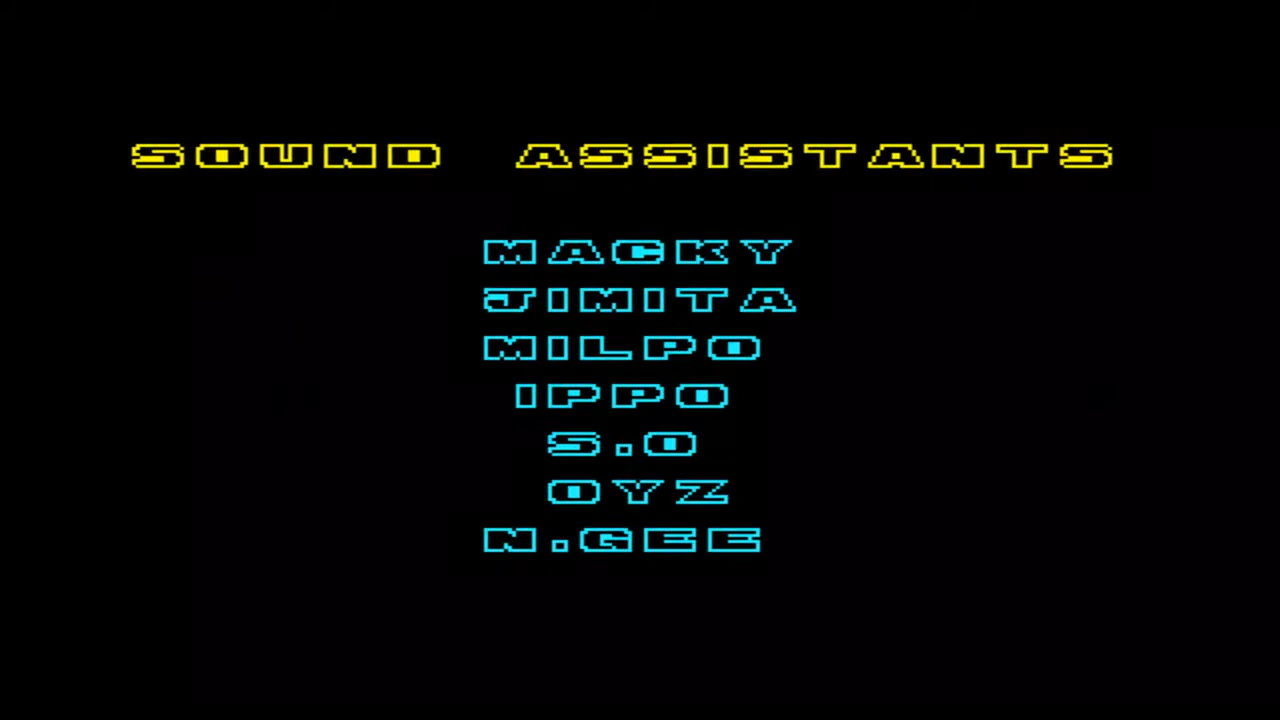 SOUND ASSISTANTS
MACKY
JIMITA
MILPO
IPPO
S.O
OYZ
N.GEE